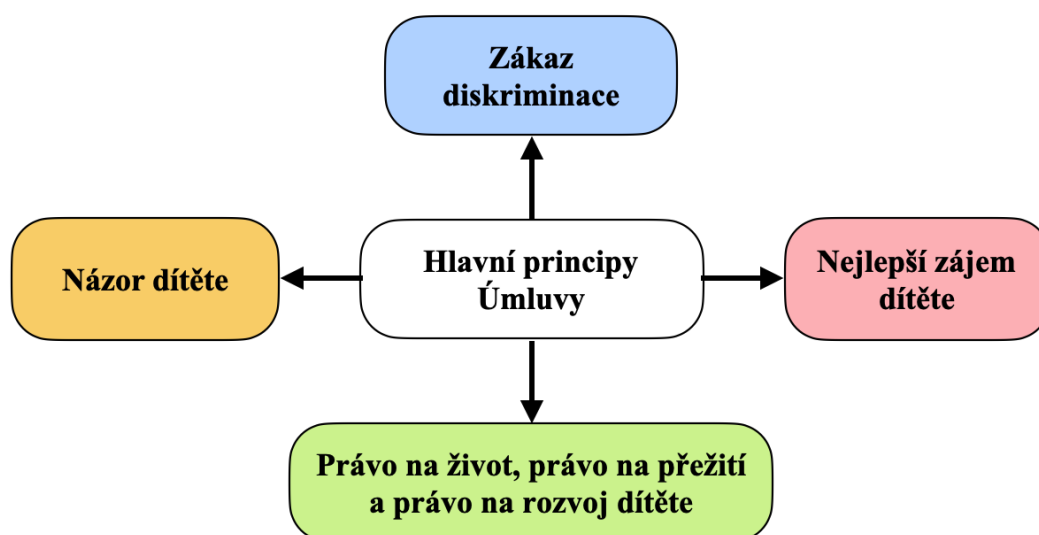 Zákaz
diskriminace
Názor dítěte
Hlavní principy
Úmluvy
Nejlepší zájem
dítěte
Právo na život, právo na přežití
a právo na rozvoj dítěte